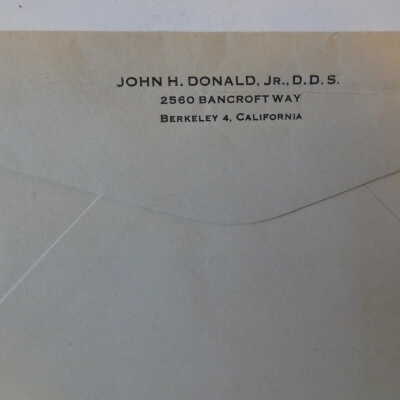 JOHN H. DONALD, JR., D.D.S.
2560 BANCROFT WAY
BERKELEY 4, CALIFORNIA